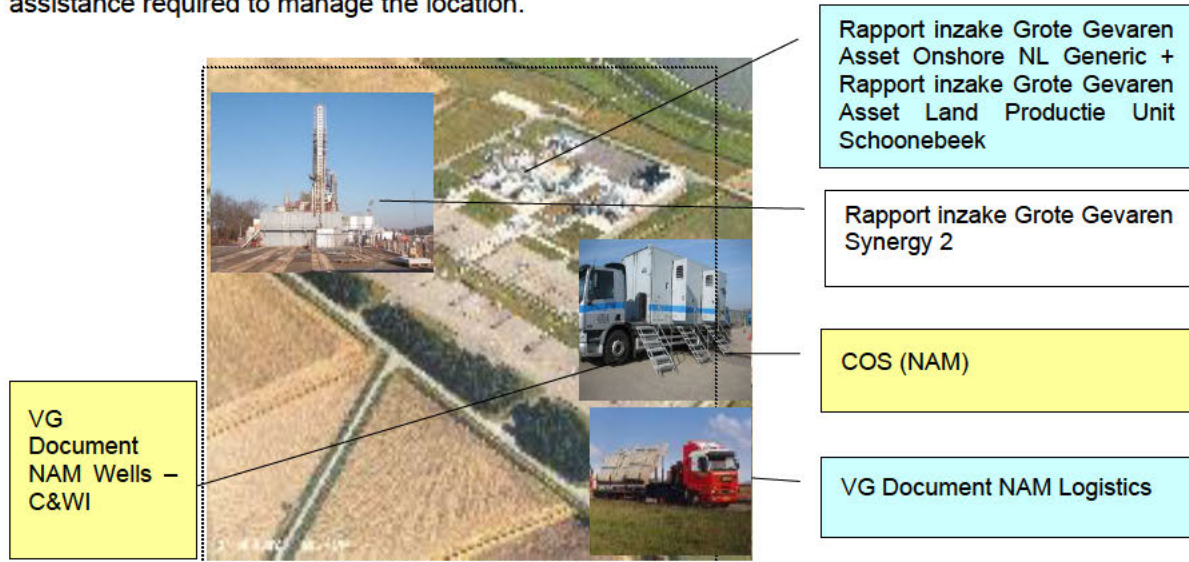 assistance required to manage the location.
Rapport inzake Grote Gevaren
Asset Onshore NL Generic +
Rapport inzake Grote Gevaren
Asset Land Productie Unit
Schoonebeek
Rapport inzake Grote Gevaren
Synergy 2
COS (NAM)
VG
Document
NAM Wells –
C&WI
VG Document NAM Logistics